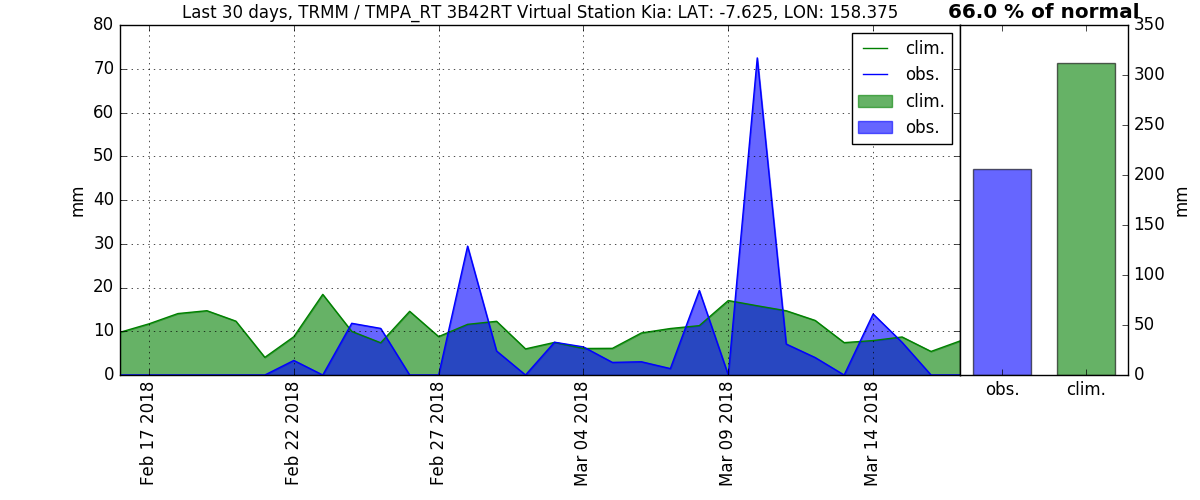 Last 30 days, TRMM / TMPA_RT 3B42RT Virtual Station Kia: LAT: -7.625, LON: 158.375
66.0 % of normal
80
70
60
50
40
30
20
10
0
mm
clim.
obs.
clim.
obs.
Feb 17 2018
Feb 22 2018
Feb 27 2018
Mar 04 2018
Mar 09 2018
Mar 14 2018
350
300
250
200
150
100
50
0
mm
obs.
clim.